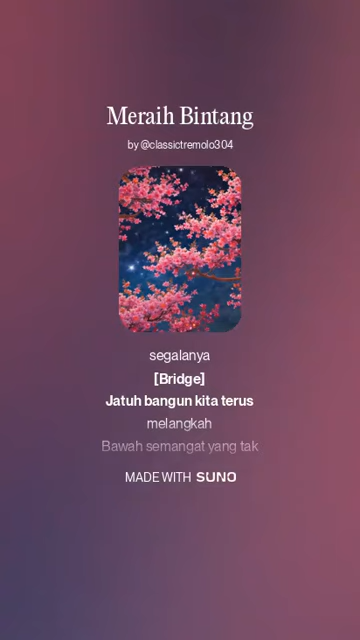 Meraih Bintang
by @classictremolo304
segalanya
[Bridge]
Jatuh bangun kita terus
melangkah
Bawah semangat yang tak
MADE WITH SUNO